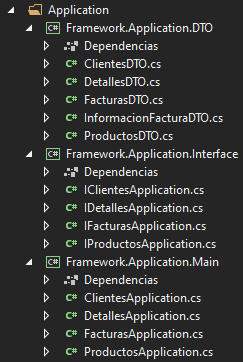 Application
Framework.Application.DTO
Dependencias
ClientesDTO.cs
DetallesDTO.cs
FacturasDTO.cs
InformacionFacturaDTO.cs
ProductosDTO.cs
Framework.Application.Interface
Dependencias
IClientesApplication.cs
IDetallesApplication.cs
IFacturasApplication.cs
IProductosApplication.cs
Framework.Application.Main
Dependencias
ClientesApplication.cs
DetallesApplication.cs
FacturasApplication.cs
ProductosApplication.cs